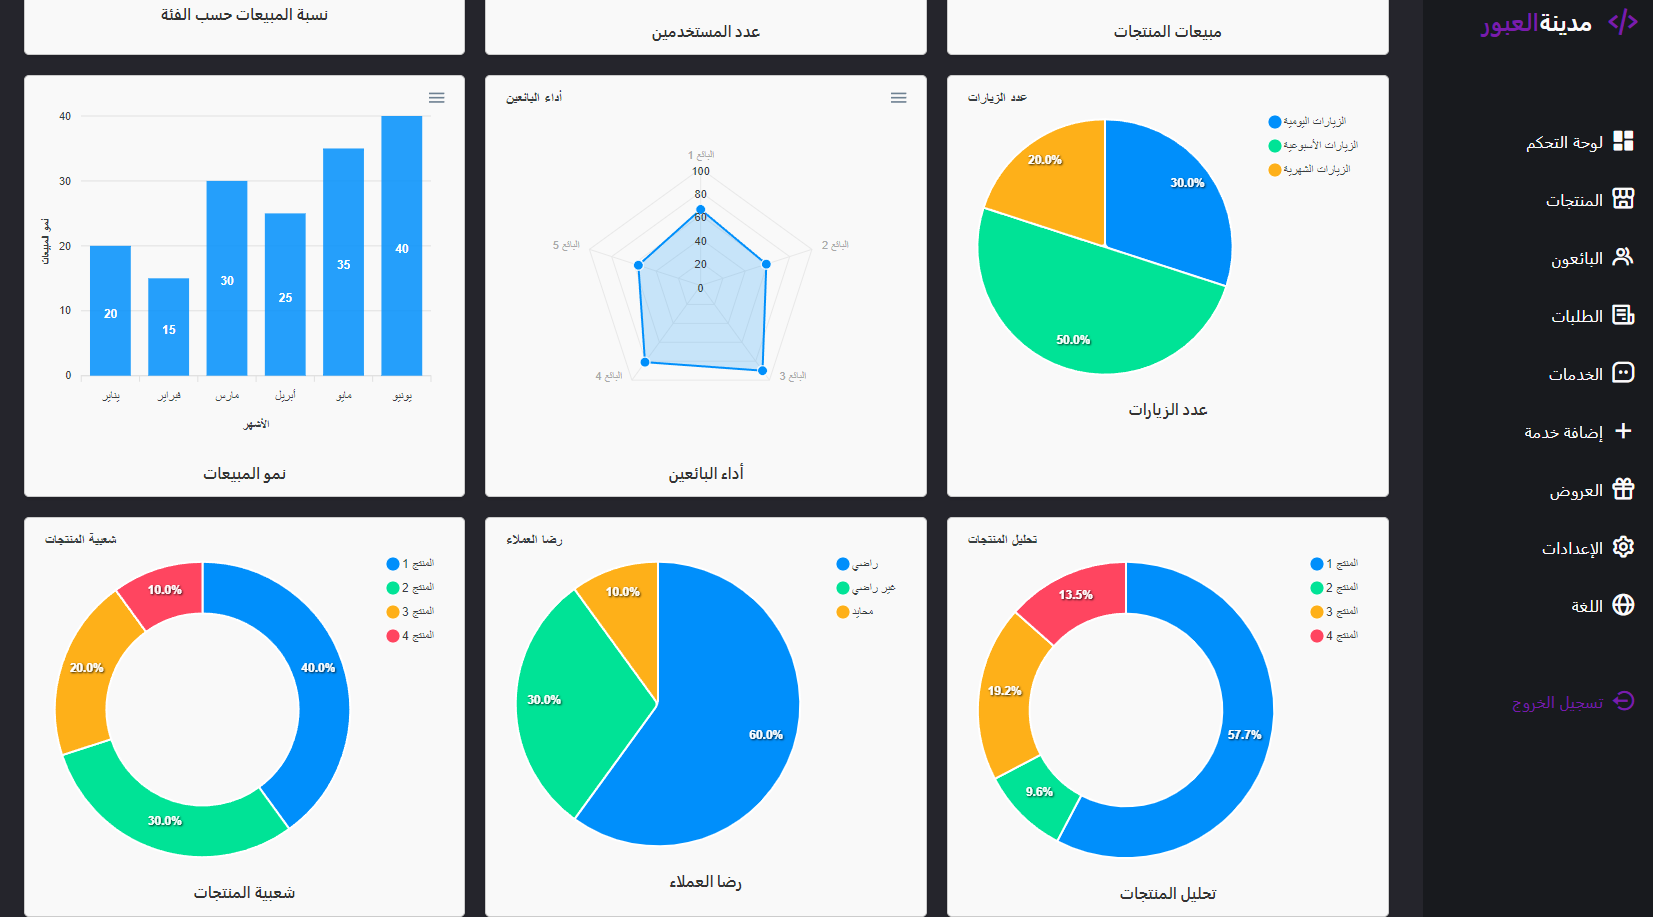 مدينةالعبور
لوحة التحكم
المنتجات
البائعون
الطلبات
الخدمات
إضافة خدمة
العروض
الإعدادات
اللغة
تسجيل الخروج
مبيعات المنتجات
عدد المستخدمين
نسبة المبيعات حسب الفئة
عدد الزيارات
الزيارات اليومية
الزيارات الأسبوعية
الزيارات الشهرية
20.0%
30.0%
50.0%
عدد الزيارات
أداء البائعين
البائع 1
100
80
60
40
20
0
البائع 2
البائع 3
البائع 4
البائع 5
أداء البائعين
نمو المبيعات
40
30
20
10
0
20
15
30
25
35
40
يناير
فبراير
مارس
أبريل
مايو
يونيو
الأشهر
نمو المبيعات
تحليل المنتجات
المنتج 1
المنتج 2
المنتج 3
المنتج 4
13.5%
19.2%
57.7%
9.6%
تحليل المنتجات
رضا العملاء
راضي
غير راضي
محايد
10.0%
30.0%
60.0%
رضا العملاء
شعبية المنتجات
المنتج 1
المنتج 2
المنتج 3
المنتج 4
10.0%
20.0%
40.0%
30.0%
شعبية المنتجات